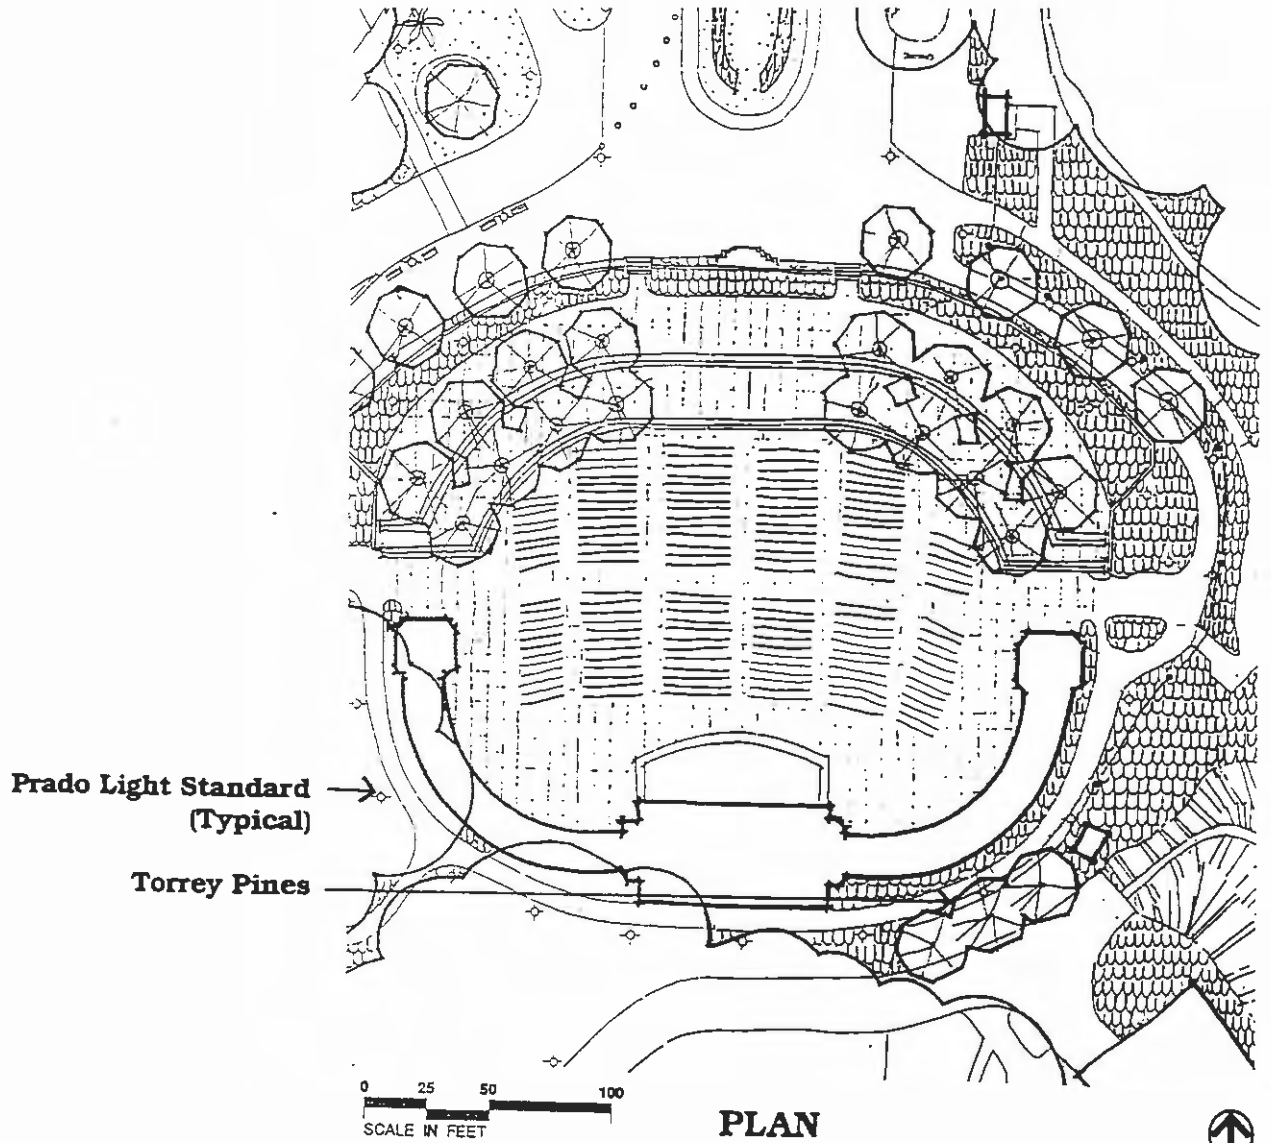 Prado Light Standard
(Typical)
Torrey Pines
0 25 50 100
SCALE IN FEET
PLAN